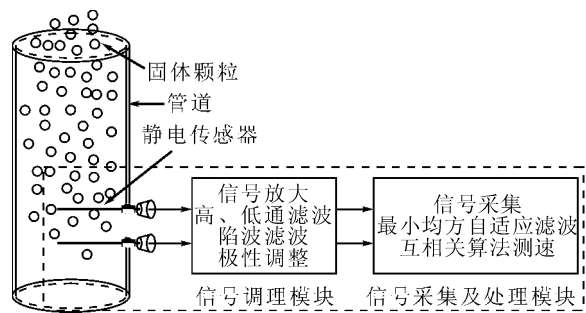 固体颗粒
管道
静电传感器
信号放大
高、低通滤波
陷波滤波
极性调整
信号采集
最小均方自适应滤波
互相关算法测速
信号调理模块
信号采集及处理模块